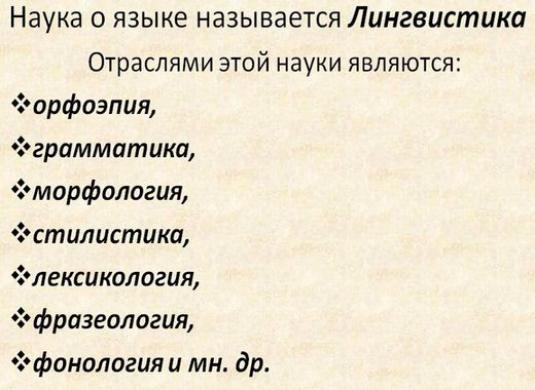 Наука о языке называется Лингвистика
Отраслями этой науки являются:
❖орфоэпия,
❖грамматика,
❖морфология,
❖стилистика,
❖лексикология,
❖фразеология,
❖фонология и мн. др.